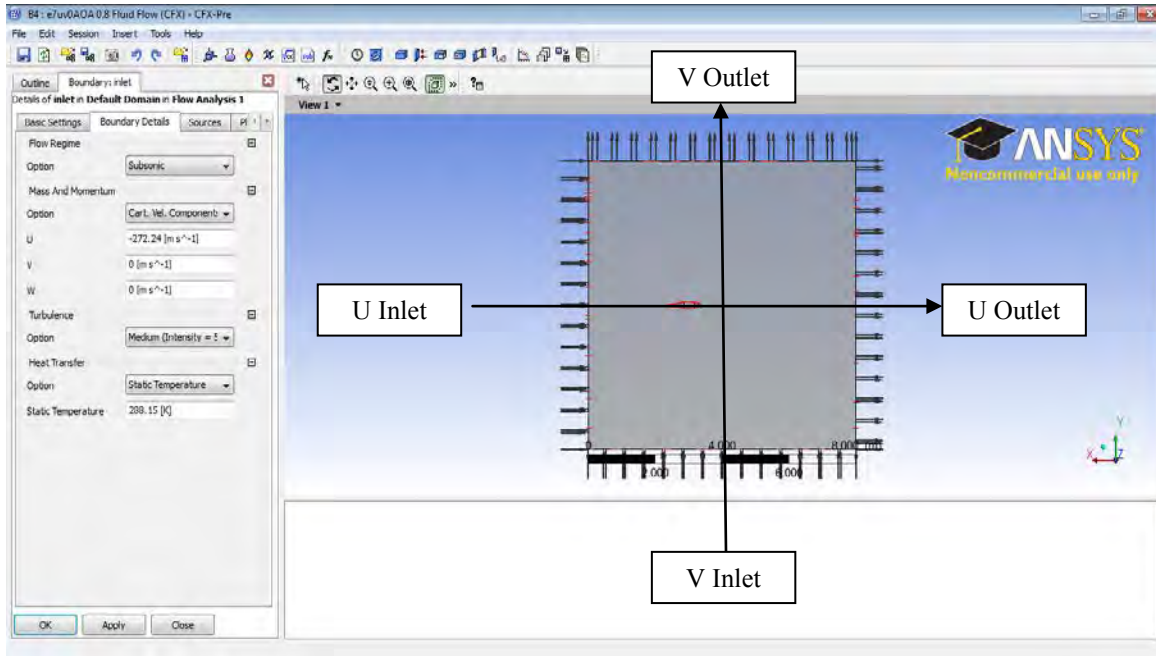 B4 : e7uv0AOA 0.8 Fluid Flow (CFX) - CFX-Pre
File Edit Session Insert Tools Help
Outline Boundary: inlet
Details of inlet in Default Domain in Flow Analysis 1
Basic Settings Boundary Details Sources Pl
Flow Regime
Option Subsonic
Mass And Momentum
Option Cart. Vel. Component:
U -272.24 [m s^-1]
V 0 [m s^-1]
W 0 [m s^-1]
Turbulence
Option Medium (Intensity = 5
Heat Transfer
Option Static Temperature
Static Temperature 288.15 [K]
OK Apply Close
View 1
V Outlet
ANSYS
Noncommercial use only
U Inlet
U Outlet
0 4.000 8.000
2.000 6.000
Y
X Z
V Inlet